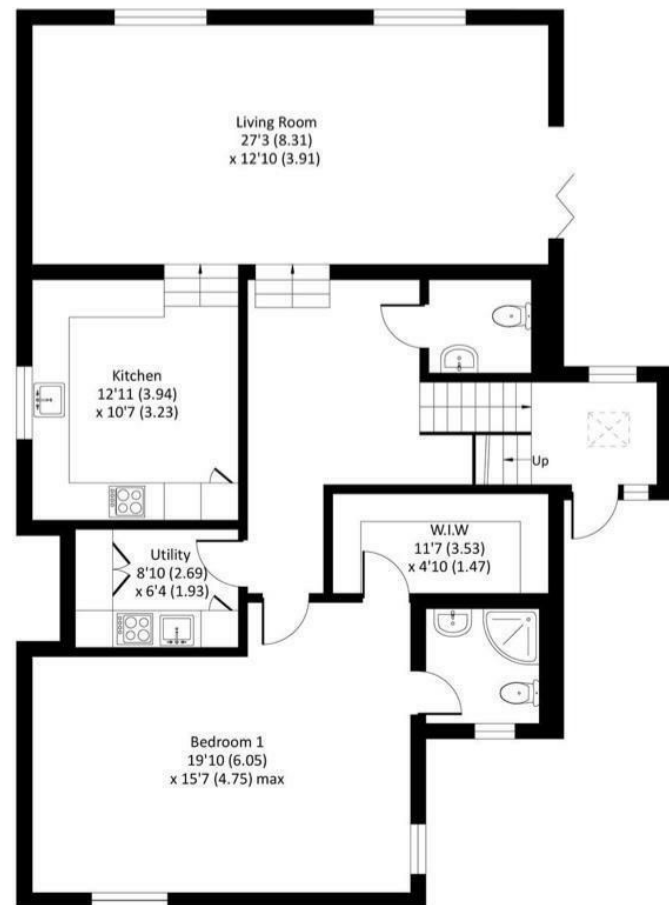 Living Room
27'3 (8.31)
x 12'10 (3.91)
Kitchen
12'11 (3.94)
x 10'7 (3.23)
Up
Utility
8'10 (2.69)
x 6'4 (1.93)
W.I.W
11'7 (3.53)
x 4'10 (1.47)
Bedroom 1
19'10 (6.05)
x 15'7 (4.75) max